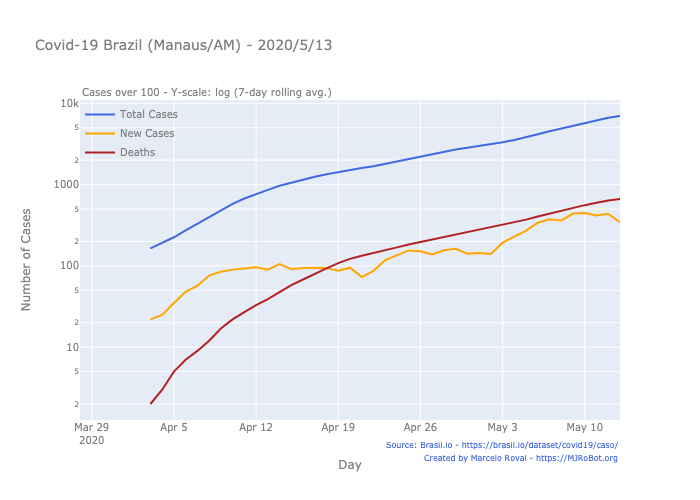 Covid-19 Brazil (Manaus/AM) - 2020/5/13
Cases over 100 - Y-scale: log (7-day rolling avg.)
10k
5
2
1000
5
2
100
5
2
10
5
2
Total Cases
New Cases
Deaths
Number of Cases
Mar 29
2020
Apr 5
Apr 12
Apr 19
Apr 26
May 3
May 10
Day
Source: Brasil.io - https://brasil.io/dataset/covid19/caso/
Created by Marcelo Rovai - https://MJRoBot.org